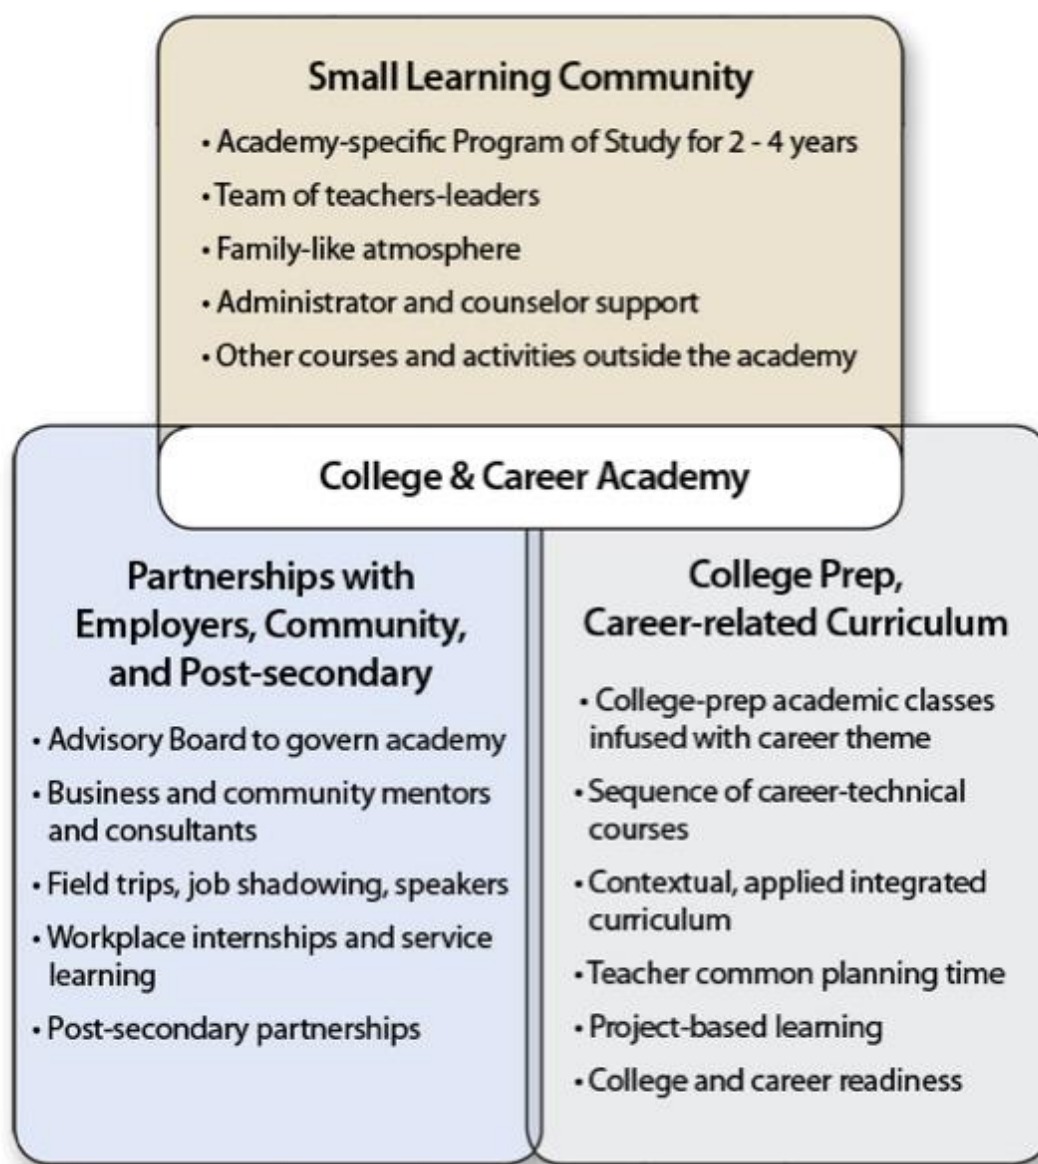 Small Learning Community
• Academy-specific Program of Study for 2 - 4 years
• Team of teachers-leaders
• Family-like atmosphere
• Administrator and counselor support
• Other courses and activities outside the academy
College & Career Academy
Partnerships with
Employers, Community,
and Post-secondary
• Advisory Board to govern academy
• Business and community mentors
and consultants
• Field trips, job shadowing, speakers
• Workplace internships and service
learning
• Post-secondary partnerships
College Prep,
Career-related Curriculum
• College-prep academic classes
infused with career theme
• Sequence of career-technical
courses
• Contextual, applied integrated
curriculum
• Teacher common planning time
• Project-based learning
• College and career readiness